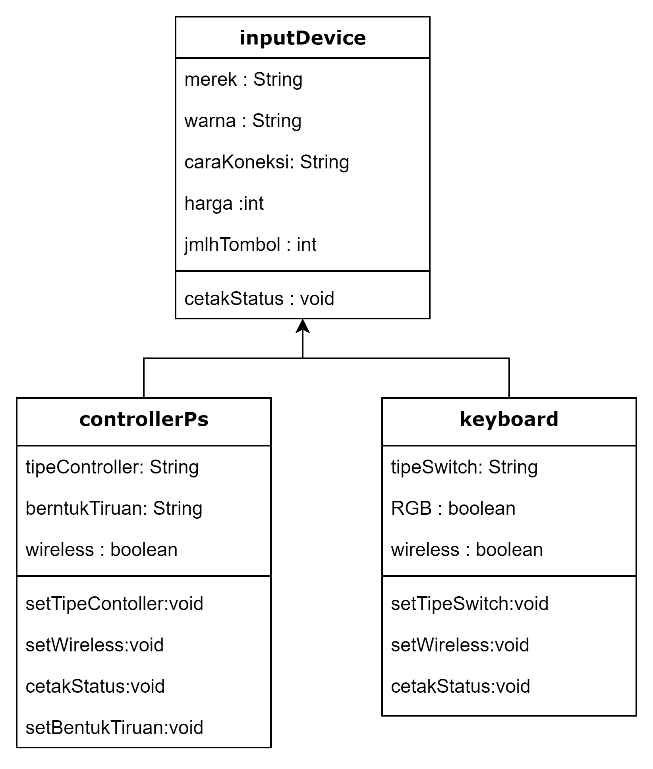 inputDevice
merek : String
warna : String
caraKoneksi: String
harga :int
jmlhTombol : int
cetakStatus : void
controllerPs
tipeController: String
berntukTiruan: String
wireless : boolean
setTipeContoller:void
setWireless:void
cetakStatus:void
setBentukTiruan:void
keyboard
tipeSwitch: String
RGB : boolean
wireless : boolean
setTipeSwitch:void
setWireless:void
cetakStatus:void